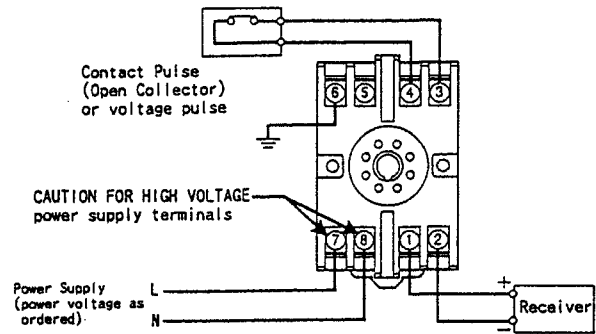 Contact Pulse
(Open Collector)
or voltage pulse
6 5 4 3
CAUTION FOR HIGH VOLTAGE
power supply terminals
7 8 1 2
Power Supply
(power voltage as
ordered)
L
N
+
Receiver
-